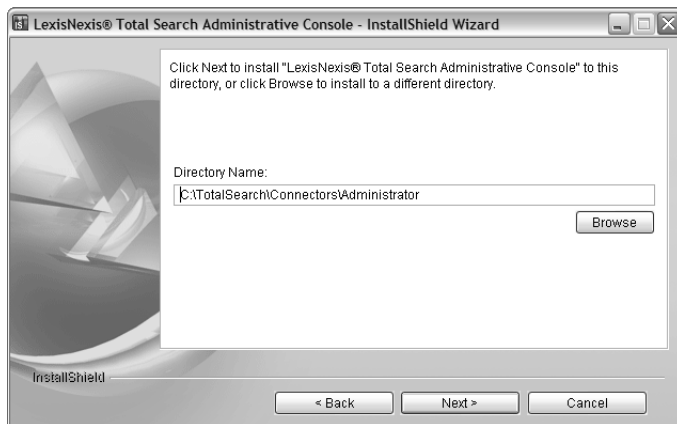 LexisNexis® Total Search Administrative Console - InstallShield Wizard
Click Next to install "LexisNexis® Total Search Administrative Console" to this
directory, or click Browse to install to a different directory.
Directory Name:
C:\TotalSearch\Connectors\Administrator
Browse
InstallShield
< Back
Next >
Cancel